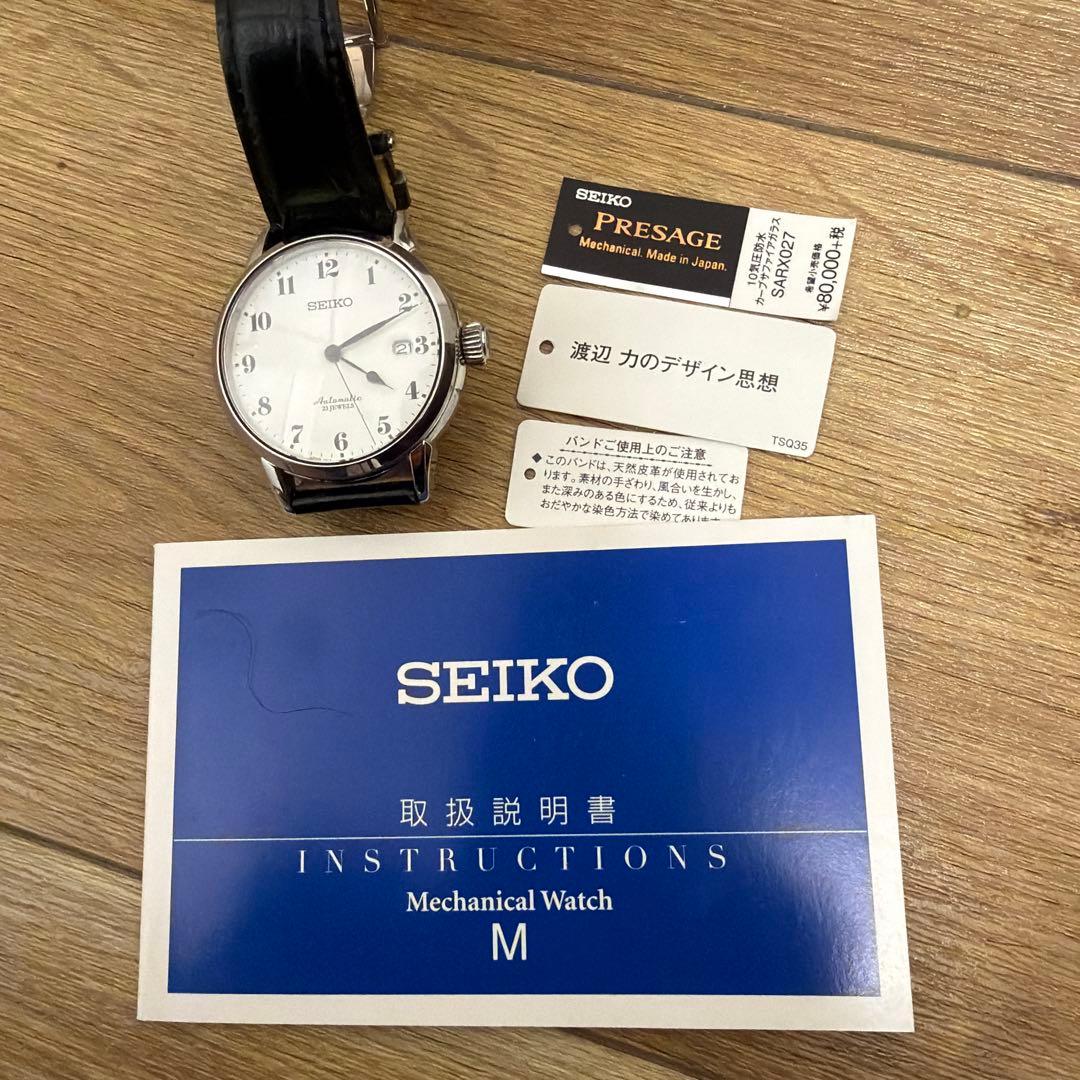 12
1
2
3
4
5
6
7
8
9
10
11
SEIKO
21
Automatic
23 JEWELS
SEIKO
PRESAGE
Mechanical. Made in Japan.
10気圧防水
カーブサファイアガラス
SARX027
希望小売価格
¥80,000+税
渡辺 力のデザイン思想
TSQ35
バンドご使用上のご注意
◆このバンドは、天然皮革が使用されてお
ります。素材の手ざわり、風合いを生かし、
また深みのある色にするため、従来よりも
おだやかな染色方法で染めてあります
SEIKO
取扱説明書
INSTRUCTIONS
Mechanical Watch
M